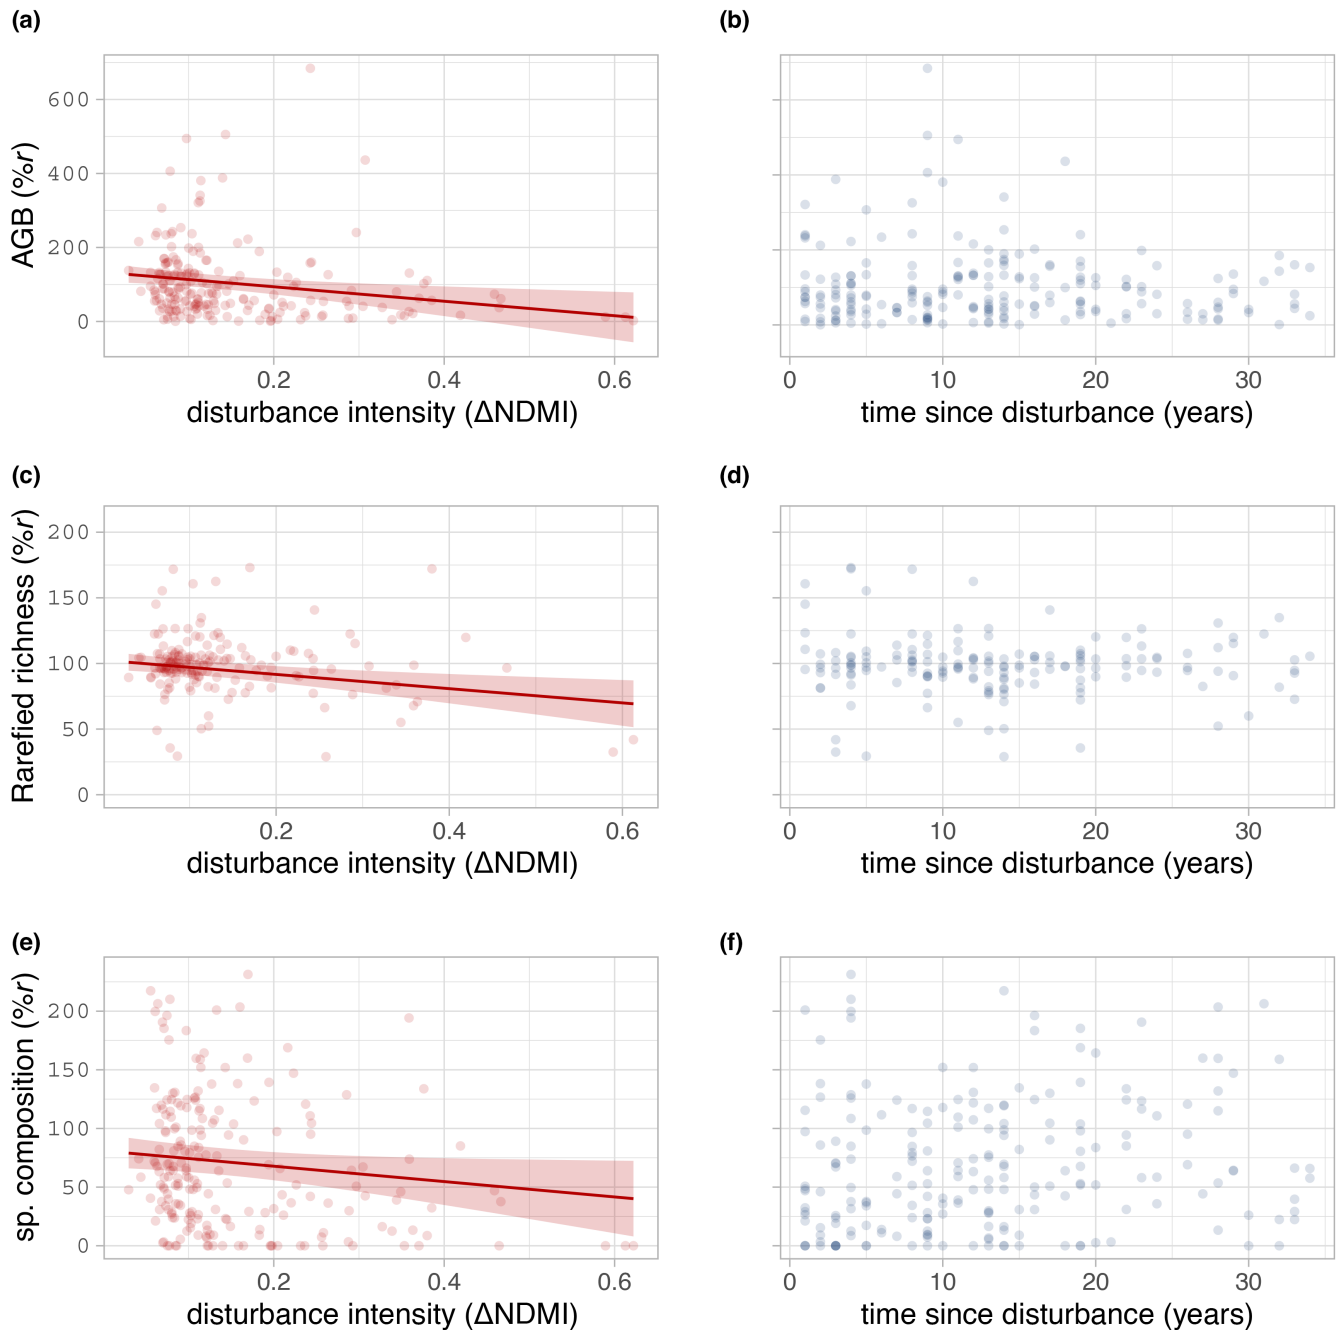 (a) (b)
AGB (%r)
600
400
200
0
0.2 0.4 0.6
disturbance intensity (ΔNDMI)
0 10 20 30
time since disturbance (years)
(c) (d)
Rarefied richness (%r)
200
150
100
50
0
0.2 0.4 0.6
disturbance intensity (ΔNDMI)
0 10 20 30
time since disturbance (years)
(e) (f)
sp. composition (%r)
200
150
100
50
0
0.2 0.4 0.6
disturbance intensity (ΔNDMI)
0 10 20 30
time since disturbance (years)